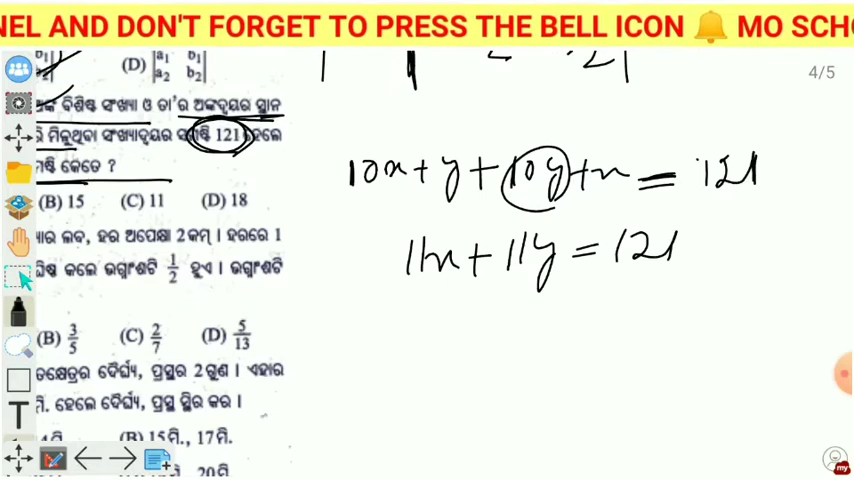 NEL AND DON'T FORGET TO PRESS THE BELL ICON 🔔 MO SCHO
4/5
(D) |a₁ b₁|
|a₂ b₂|
ଅଙ୍କ ବିଶିଷ୍ଟ ସଂଖ୍ୟା ଓ ତା'ର ଅଙ୍କଦ୍ୱୟର ସ୍ଥାନ
ମିଳୁଥିବା ସଂଖ୍ୟାଦ୍ୱୟର ସମଷ୍ଟି 121 ହେଲେ
କେତେ ?
(B) 15 (C) 11 (D) 18
ଲବ, ହର ଅପେକ୍ଷା 2 କମ୍ । ହରରେ 1
କଲେ ଭଗ୍ନାଂଶଟି 1/2 ହୁଏ । ଭଗ୍ନାଂଶଟି
(B) 3/5 (C) 2/7 (D) 5/13
ଦୈର୍ଘ୍ୟ, ପ୍ରସ୍ଥର 2 ଗୁଣ । ଏହାର
ମି. ହେଲେ ଦୈର୍ଘ୍ୟ, ପ୍ରସ୍ଥ ସ୍ଥିର କର ।
(B) 15 ମି., 17 ମି.
20 ମି.
10x + y + 10y + x = 121
11x + 11y = 121
T
my